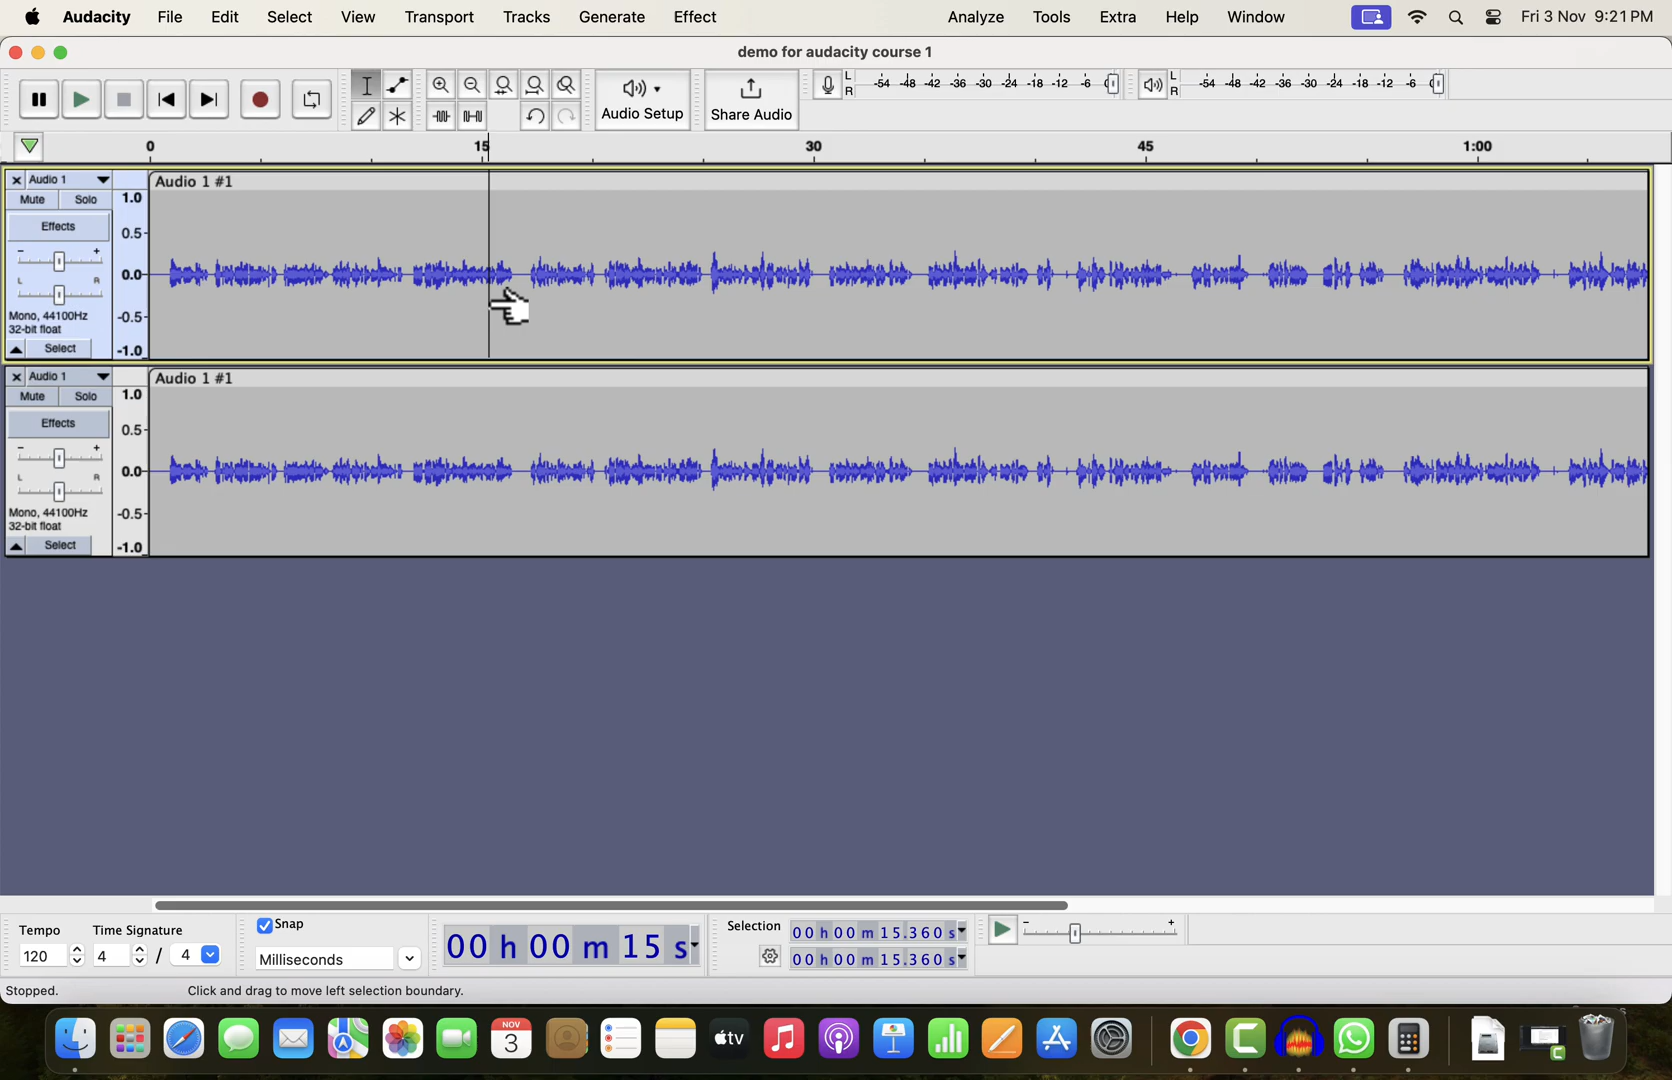 Audacity File Edit Select View Transport Tracks Generate Effect Analyze Tools Extra Help Window Fri 3 Nov 9:21 PM
demo for audacity course 1
Audio Setup Share Audio
L R -54 -48 -42 -36 -30 -24 -18 -12 -6 0
L R -54 -48 -42 -36 -30 -24 -18 -12 -6 0
0 15 30 45 1:00
Audio 1
Mute Solo
Effects
- +
L R
Mono, 44100Hz
32-bit float
Select
1.0
0.5-
0.0-
-0.5-
-1.0
Audio 1 #1
Audio 1
Mute Solo
Effects
- +
L R
Mono, 44100Hz
32-bit float
Select
1.0
0.5-
0.0-
-0.5-
-1.0
Audio 1 #1
Tempo
120
Time Signature
4 / 4
Snap
Milliseconds
00 h 00 m 15 s
Selection
00 h 00 m 15.360 s
00 h 00 m 15.360 s
- +
Stopped. Click and drag to move left selection boundary.
NOV
3
tv